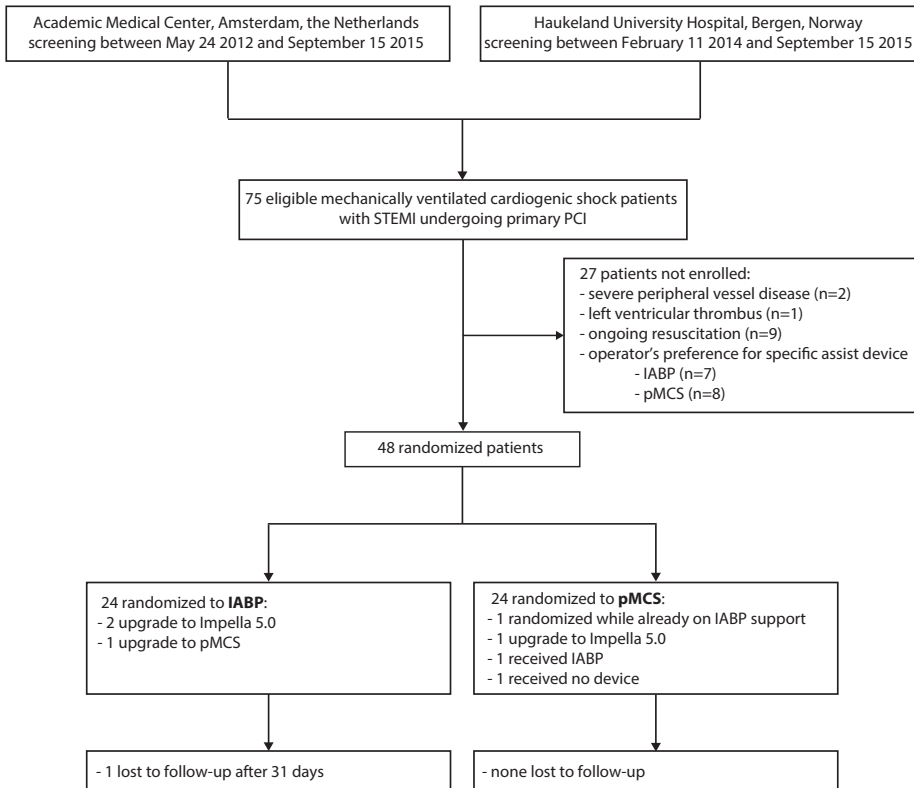 Academic Medical Center, Amsterdam, the Netherlands
screening between May 24 2012 and September 15 2015
Haukeland University Hospital, Bergen, Norway
screening between February 11 2014 and September 15 2015
75 eligible mechanically ventilated cardiogenic shock patients
with STEMI undergoing primary PCI
27 patients not enrolled:
- severe peripheral vessel disease (n=2)
- left ventricular thrombus (n=1)
- ongoing resuscitation (n=9)
- operator's preference for specific assist device
- IABP (n=7)
- pMCS (n=8)
48 randomized patients
24 randomized to IABP:
- 2 upgrade to Impella 5.0
- 1 upgrade to pMCS
24 randomized to pMCS:
- 1 randomized while already on IABP support
- 1 upgrade to Impella 5.0
- 1 received IABP
- 1 received no device
- 1 lost to follow-up after 31 days
- none lost to follow-up